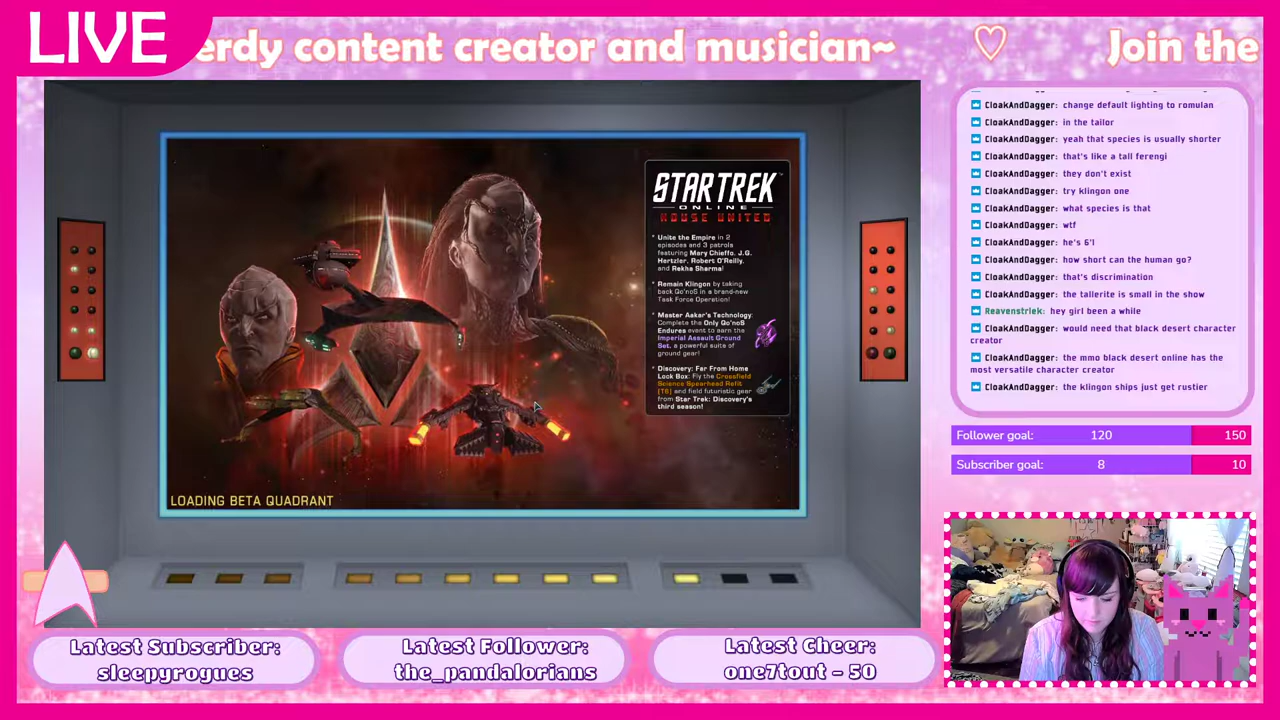 LIVE
erdy content creator and musician~
Join the
STAR TREK
ONLINE
HOUSE UNITED
* Unite the Empire in 2
episodes and 3 patrols
featuring Mary Chieffo, J.G.
Hertzler, Robert O'Reilly,
and Rekha Sharma!
* Remain Klingon by taking
back Qo'noS in a brand-new
Task Force Operation!
* Master Aakar's Technology:
Complete the Only Qo'noS
Endures event to earn the
Imperial Assault Ground
Set, a powerful suits of
ground gear!
* Discovery: Far From Home
Lock Box: Fly the Crossfield
Science Spearhead Refit
[T6] and field futuristic gear
from Star Trek: Discovery's
third season!
LOADING BETA QUADRANT
CloakAndDagger: change default lighting to romulan
CloakAndDagger: in the tailor
CloakAndDagger: yeah that species is usually shorter
CloakAndDagger: that's like a tall ferengi
CloakAndDagger: they don't exist
CloakAndDagger: try klingon one
CloakAndDagger: what species is that
CloakAndDagger: wtf
CloakAndDagger: he's 6'1
CloakAndDagger: how short can the human go?
CloakAndDagger: that's discrimination
CloakAndDagger: the tallerite is small in the show
Reavenstriek: hey girl been a while
CloakAndDagger: would need that black desert character
creator
CloakAndDagger: the mmo black desert online has the
most versatile character creator
CloakAndDagger: the klingon ships just get rustier
Follower goal: 120 150
Subscriber goal: 8 10
Latest Subscriber:
sleepyrogues
Latest Follower:
the_pandalorians
Latest Cheer:
one7tout - 50